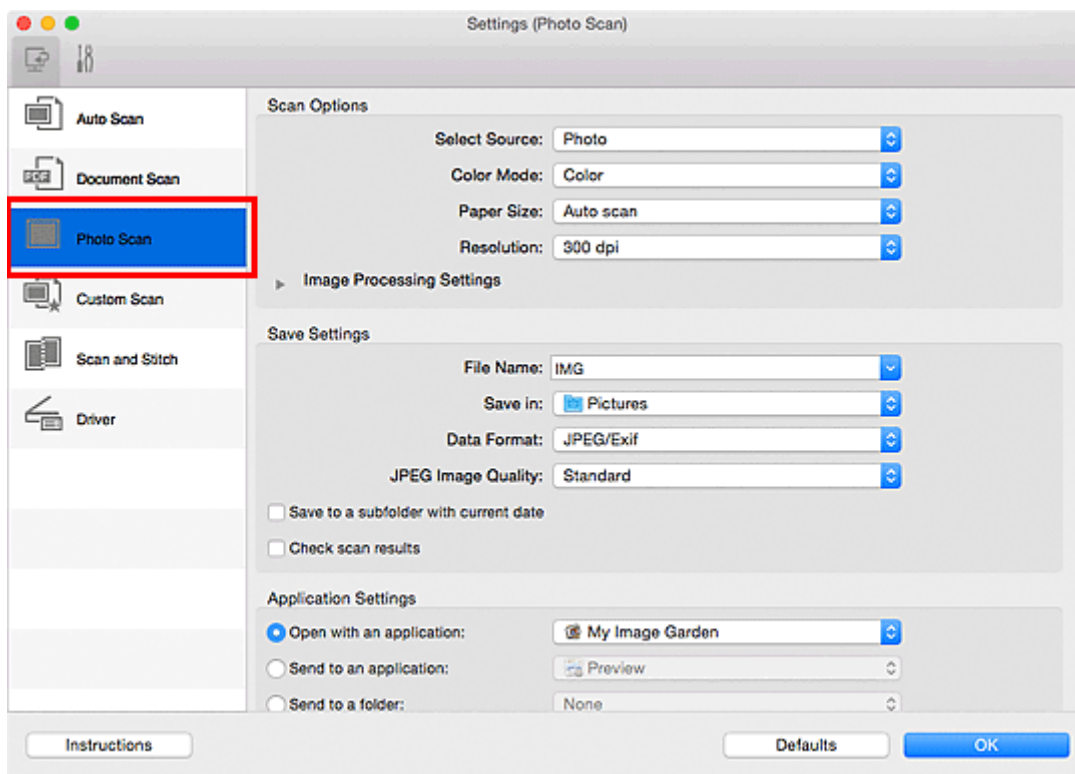 Settings (Photo Scan)
Auto Scan
PDF
Document Scan
Photo Scan
Custom Scan
Scan and Stitch
Driver
Scan Options
Select Source: Photo
Color Mode: Color
Paper Size: Auto scan
Resolution: 300 dpi
Image Processing Settings
Save Settings
File Name: IMG
Save in: Pictures
Data Format: JPEG/Exif
JPEG Image Quality: Standard
Save to a subfolder with current date
Check scan results
Application Settings
Open with an application: My Image Garden
Send to an application: Preview
Send to a folder: None
Instructions
Defaults
OK